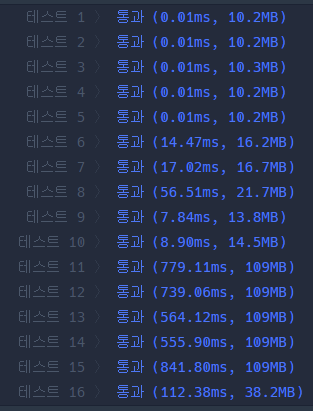 테스트 1 〉 통과 (0.01ms, 10.2MB)
테스트 2 〉 통과 (0.01ms, 10.2MB)
테스트 3 〉 통과 (0.01ms, 10.3MB)
테스트 4 〉 통과 (0.01ms, 10.2MB)
테스트 5 〉 통과 (0.01ms, 10.2MB)
테스트 6 〉 통과 (14.47ms, 16.2MB)
테스트 7 〉 통과 (17.02ms, 16.7MB)
테스트 8 〉 통과 (56.51ms, 21.7MB)
테스트 9 〉 통과 (7.84ms, 13.8MB)
테스트 10 〉 통과 (8.90ms, 14.5MB)
테스트 11 〉 통과 (779.11ms, 109MB)
테스트 12 〉 통과 (739.06ms, 109MB)
테스트 13 〉 통과 (564.12ms, 109MB)
테스트 14 〉 통과 (555.90ms, 109MB)
테스트 15 〉 통과 (841.80ms, 109MB)
테스트 16 〉 통과 (112.38ms, 38.2MB)